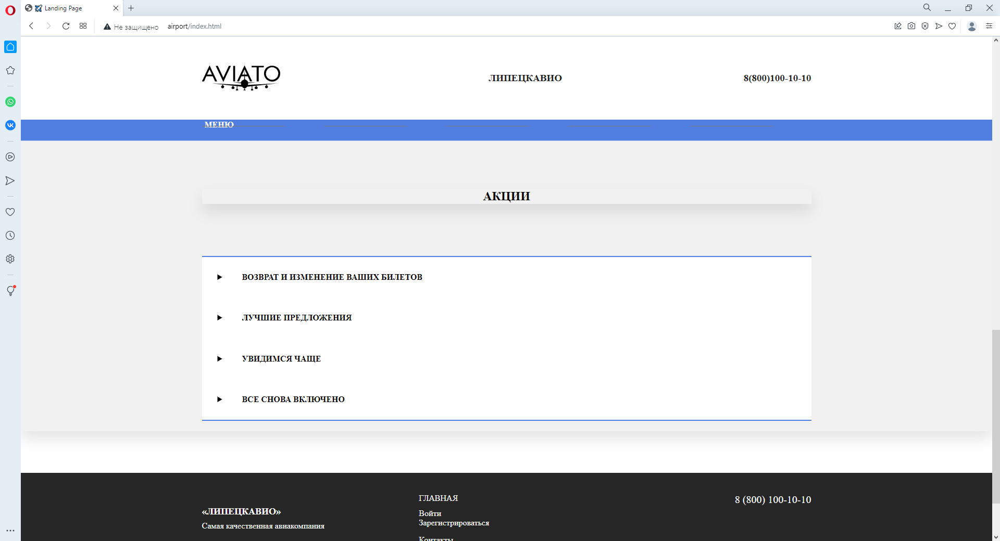 Landing Page
Не защищено airport/index.html
AVIATO
ЛИПЕЦКАВИО
8(800)100-10-10
МЕНЮ
АКЦИИ
ВОЗВРАТ И ИЗМЕНЕНИЕ ВАШИХ БИЛЕТОВ
ЛУЧШИЕ ПРЕДЛОЖЕНИЯ
УВИДИМСЯ ЧАЩЕ
ВСЕ СНОВА ВКЛЮЧЕНО
«ЛИПЕЦКАВИО»
Самая качественная авиакомпания
ГЛАВНАЯ
Войти
Зарегистрироваться
Контакты
8 (800) 100-10-10